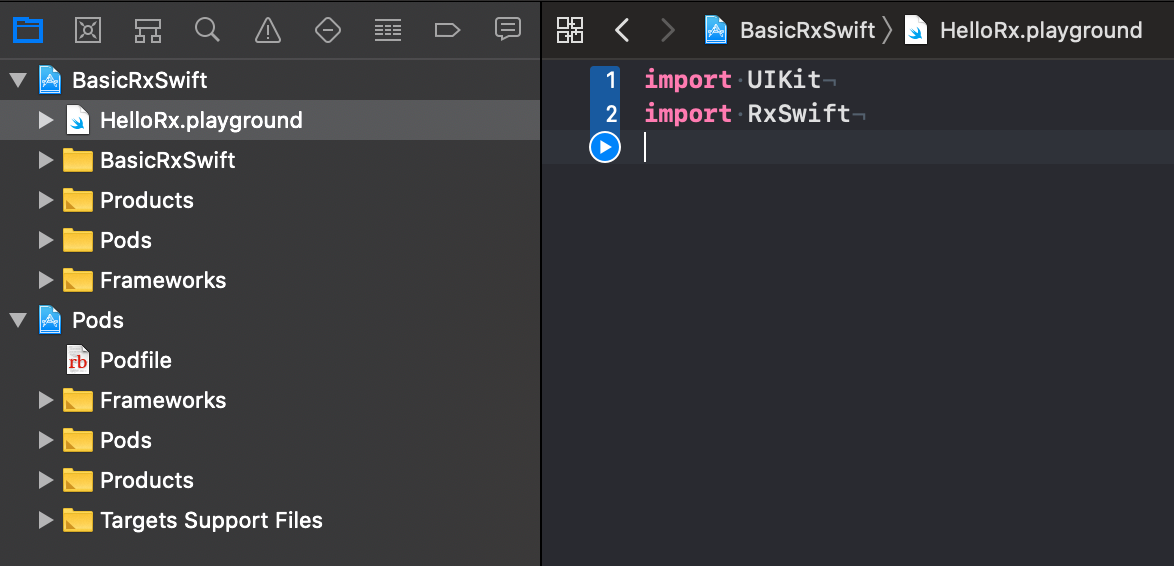 BasicRxSwift
HelloRx.playground
BasicRxSwift
Products
Pods
Frameworks
Pods
rb Podfile
Frameworks
Pods
Products
Targets Support Files
BasicRxSwift HelloRx.playground
1 import·UIKit¬
2 import·RxSwift¬